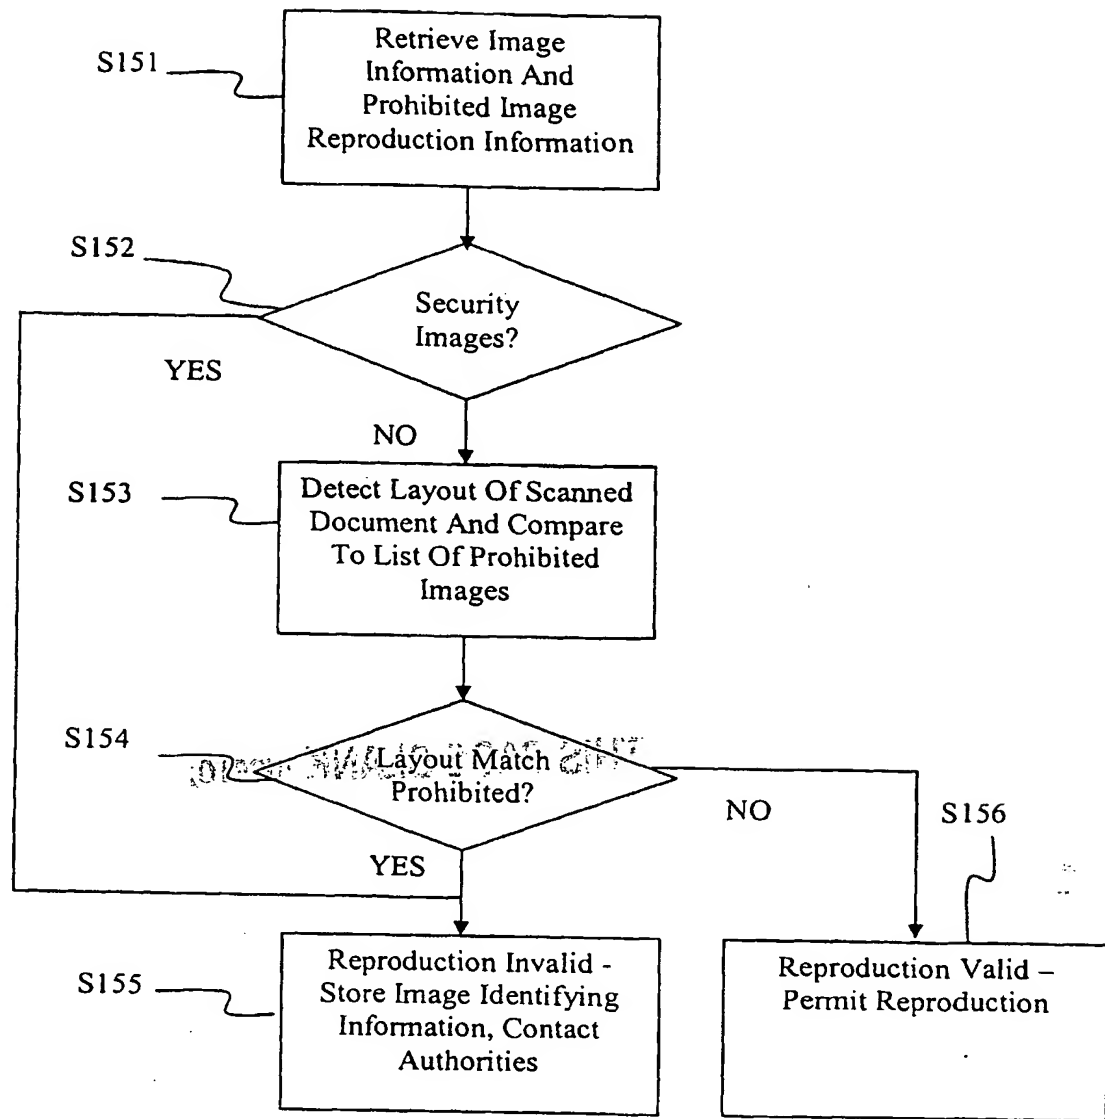 S151
Retrieve Image
Information And
Prohibited Image
Reproduction Information
S152
Security
Images?
YES
NO
S153
Detect Layout Of Scanned
Document And Compare
To List Of Prohibited
Images
S154
Layout Match
Prohibited?
NO
S156
YES
S155
Reproduction Invalid -
Store Image Identifying
Information, Contact
Authorities
Reproduction Valid –
Permit Reproduction